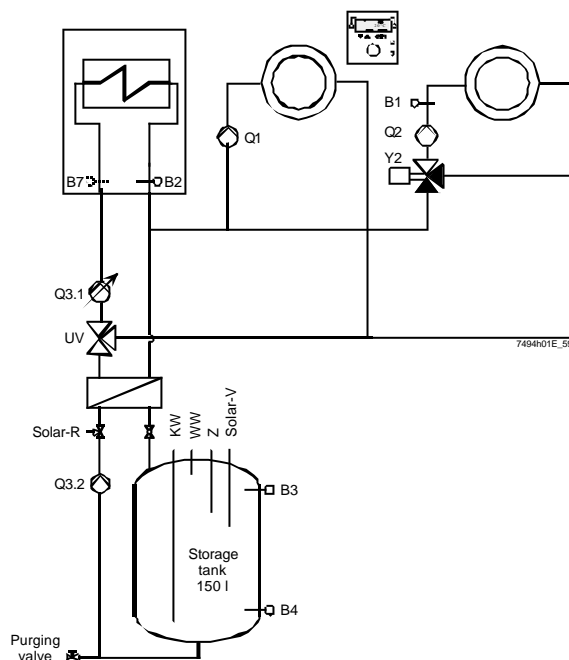 B1
Q1
Q2
Y2
B7
B2
Q3.1
UV
7494h01E_59
Solar-R
KW
WW
Z
Solar-V
Q3.2
B3
Storage
tank
150 l
B4
Purging
valve